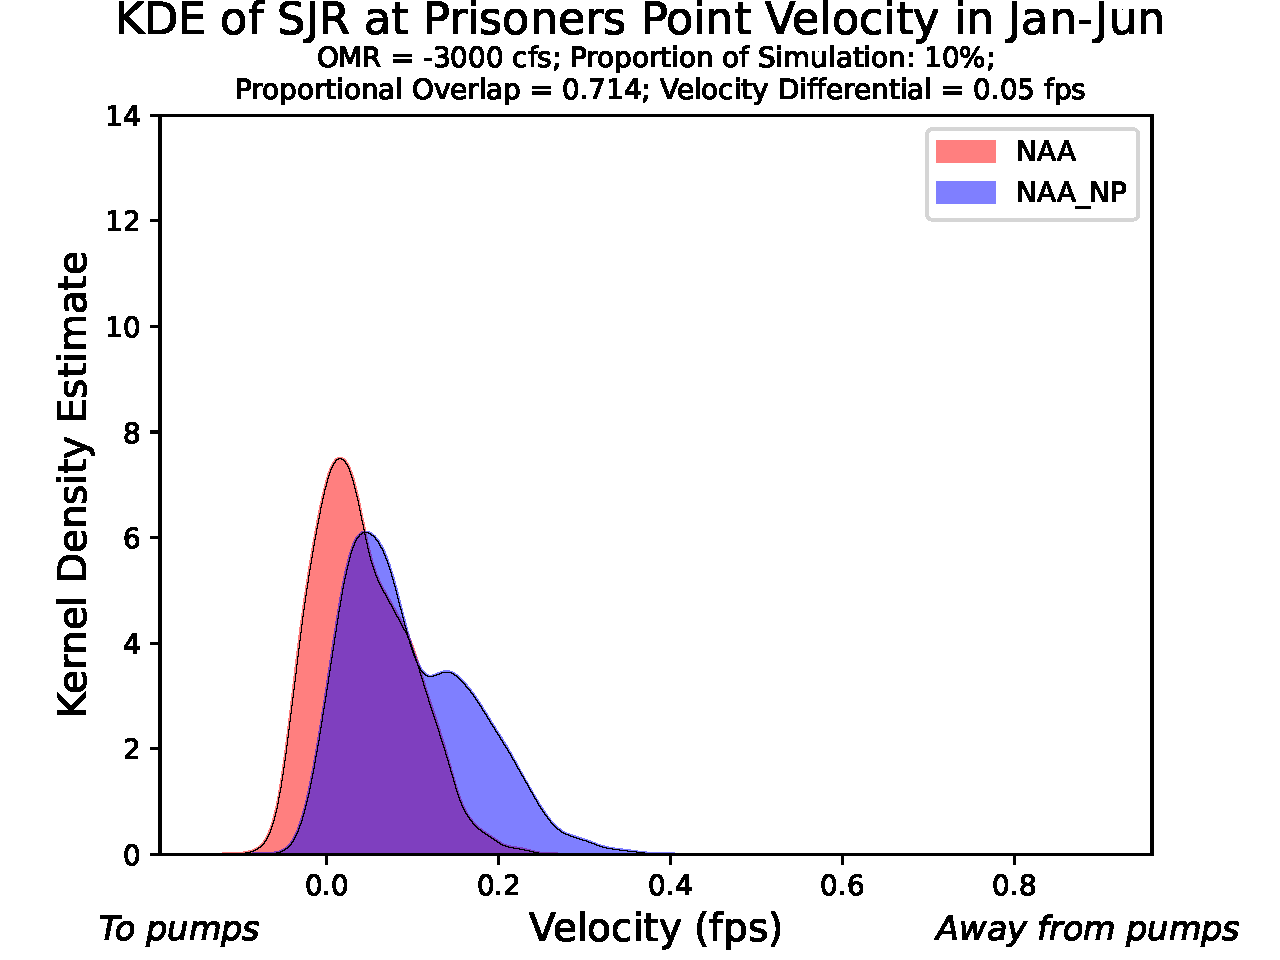 KDE of SJR at Prisoners Point Velocity in Jan-Jun
OMR = -3000 cfs; Proportion of Simulation: 10%;
Proportional Overlap = 0.714; Velocity Differential = 0.05 fps
NAA
NAA_NP
Kernel Density Estimate
14
12
10
8
6
4
2
0
0.0 0.2 0.4 0.6 0.8
To pumps Velocity (fps) Away from pumps